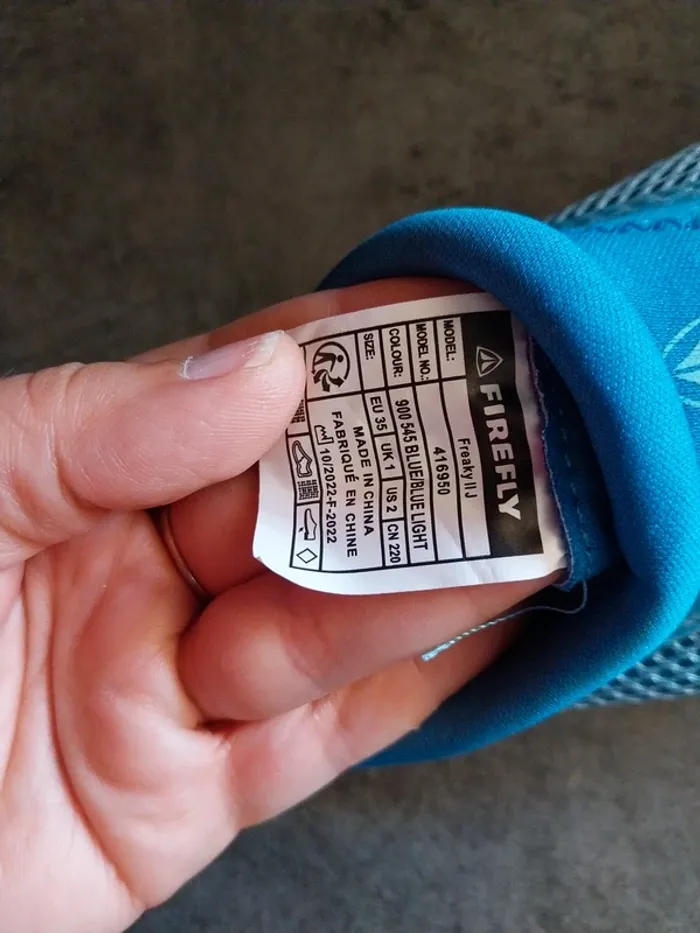 FIREFLY
MODEL: Freaky II J
MODEL NO.: 416950
COLOUR: 900 545 BLUE/BLUE LIGHT
SIZE: EU 35 UK 1 US 2 CN 220
MADE IN CHINA
FABRIQUÉ EN CHINE
10/2022-F-2022